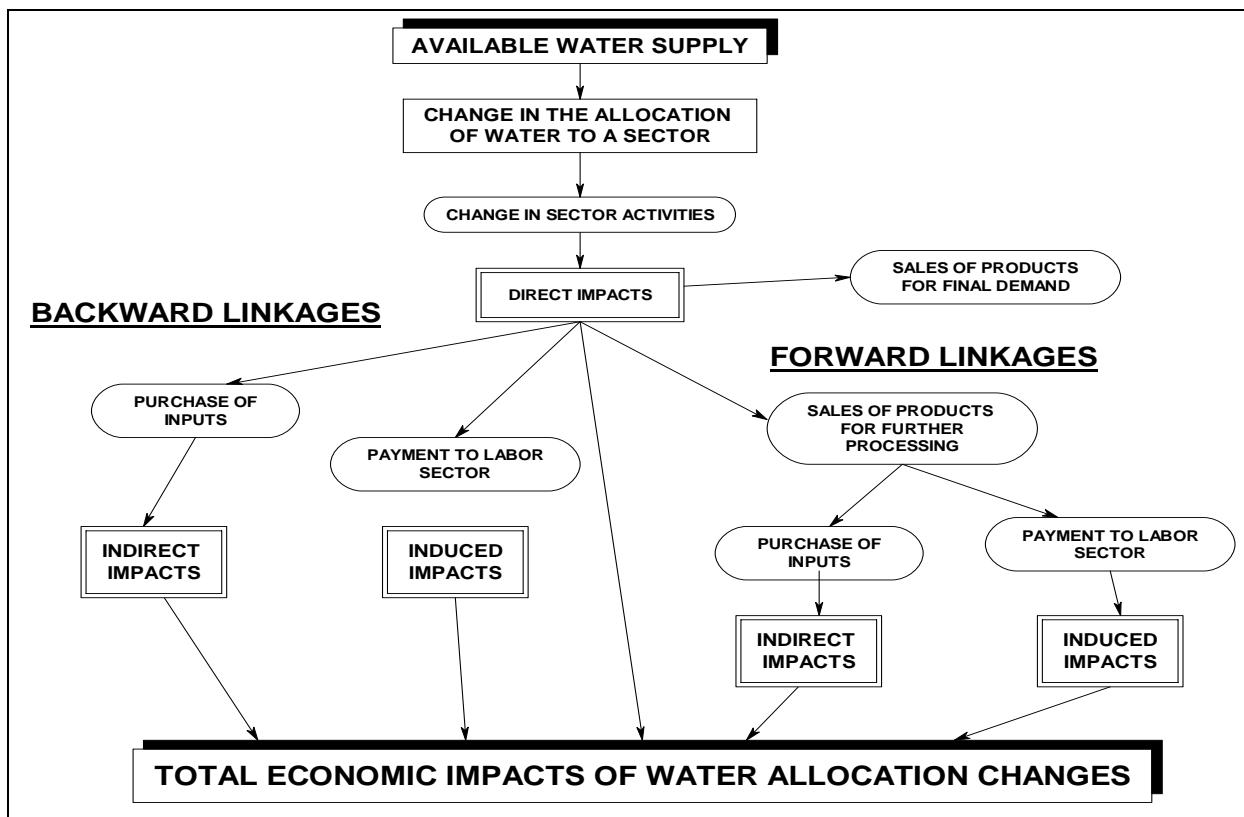 AVAILABLE WATER SUPPLY
CHANGE IN THE ALLOCATION
OF WATER TO A SECTOR
CHANGE IN SECTOR ACTIVITIES
DIRECT IMPACTS
SALES OF PRODUCTS
FOR FINAL DEMAND
BACKWARD LINKAGES
FORWARD LINKAGES
PURCHASE OF
INPUTS
PAYMENT TO LABOR
SECTOR
SALES OF PRODUCTS
FOR FURTHER
PROCESSING
INDIRECT
IMPACTS
INDUCED
IMPACTS
PURCHASE OF
INPUTS
PAYMENT TO LABOR
SECTOR
INDIRECT
IMPACTS
INDUCED
IMPACTS
TOTAL ECONOMIC IMPACTS OF WATER ALLOCATION CHANGES